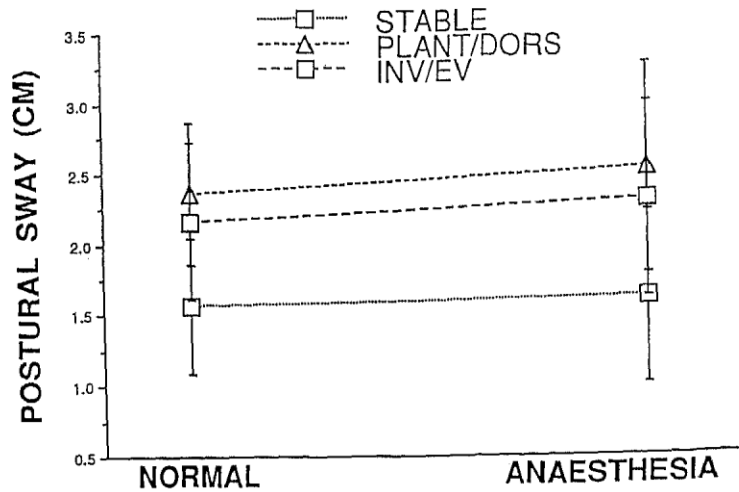 STABLE
PLANT/DORS
INV/EV
POSTURAL SWAY (CM)
3.5
3.0
2.5
2.0
1.5
1.0
0.5
NORMAL ANAESTHESIA